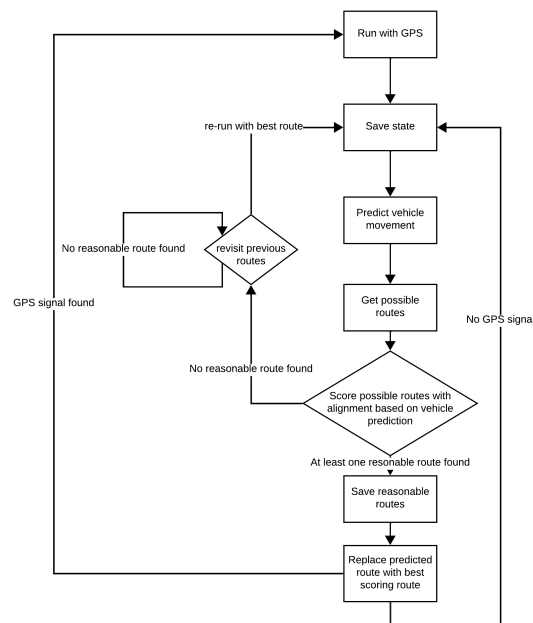 Run with GPS
re-run with best route
Save state
Predict vehicle
movement
No reasonable route found
revisit previous
routes
GPS signal found
Get possible
routes
No GPS signa
No reasonable route found
Score possible routes with
alignment based on vehicle
prediction
At least one resonable route found
Save reasonable
routes
Replace predicted
route with best
scoring route